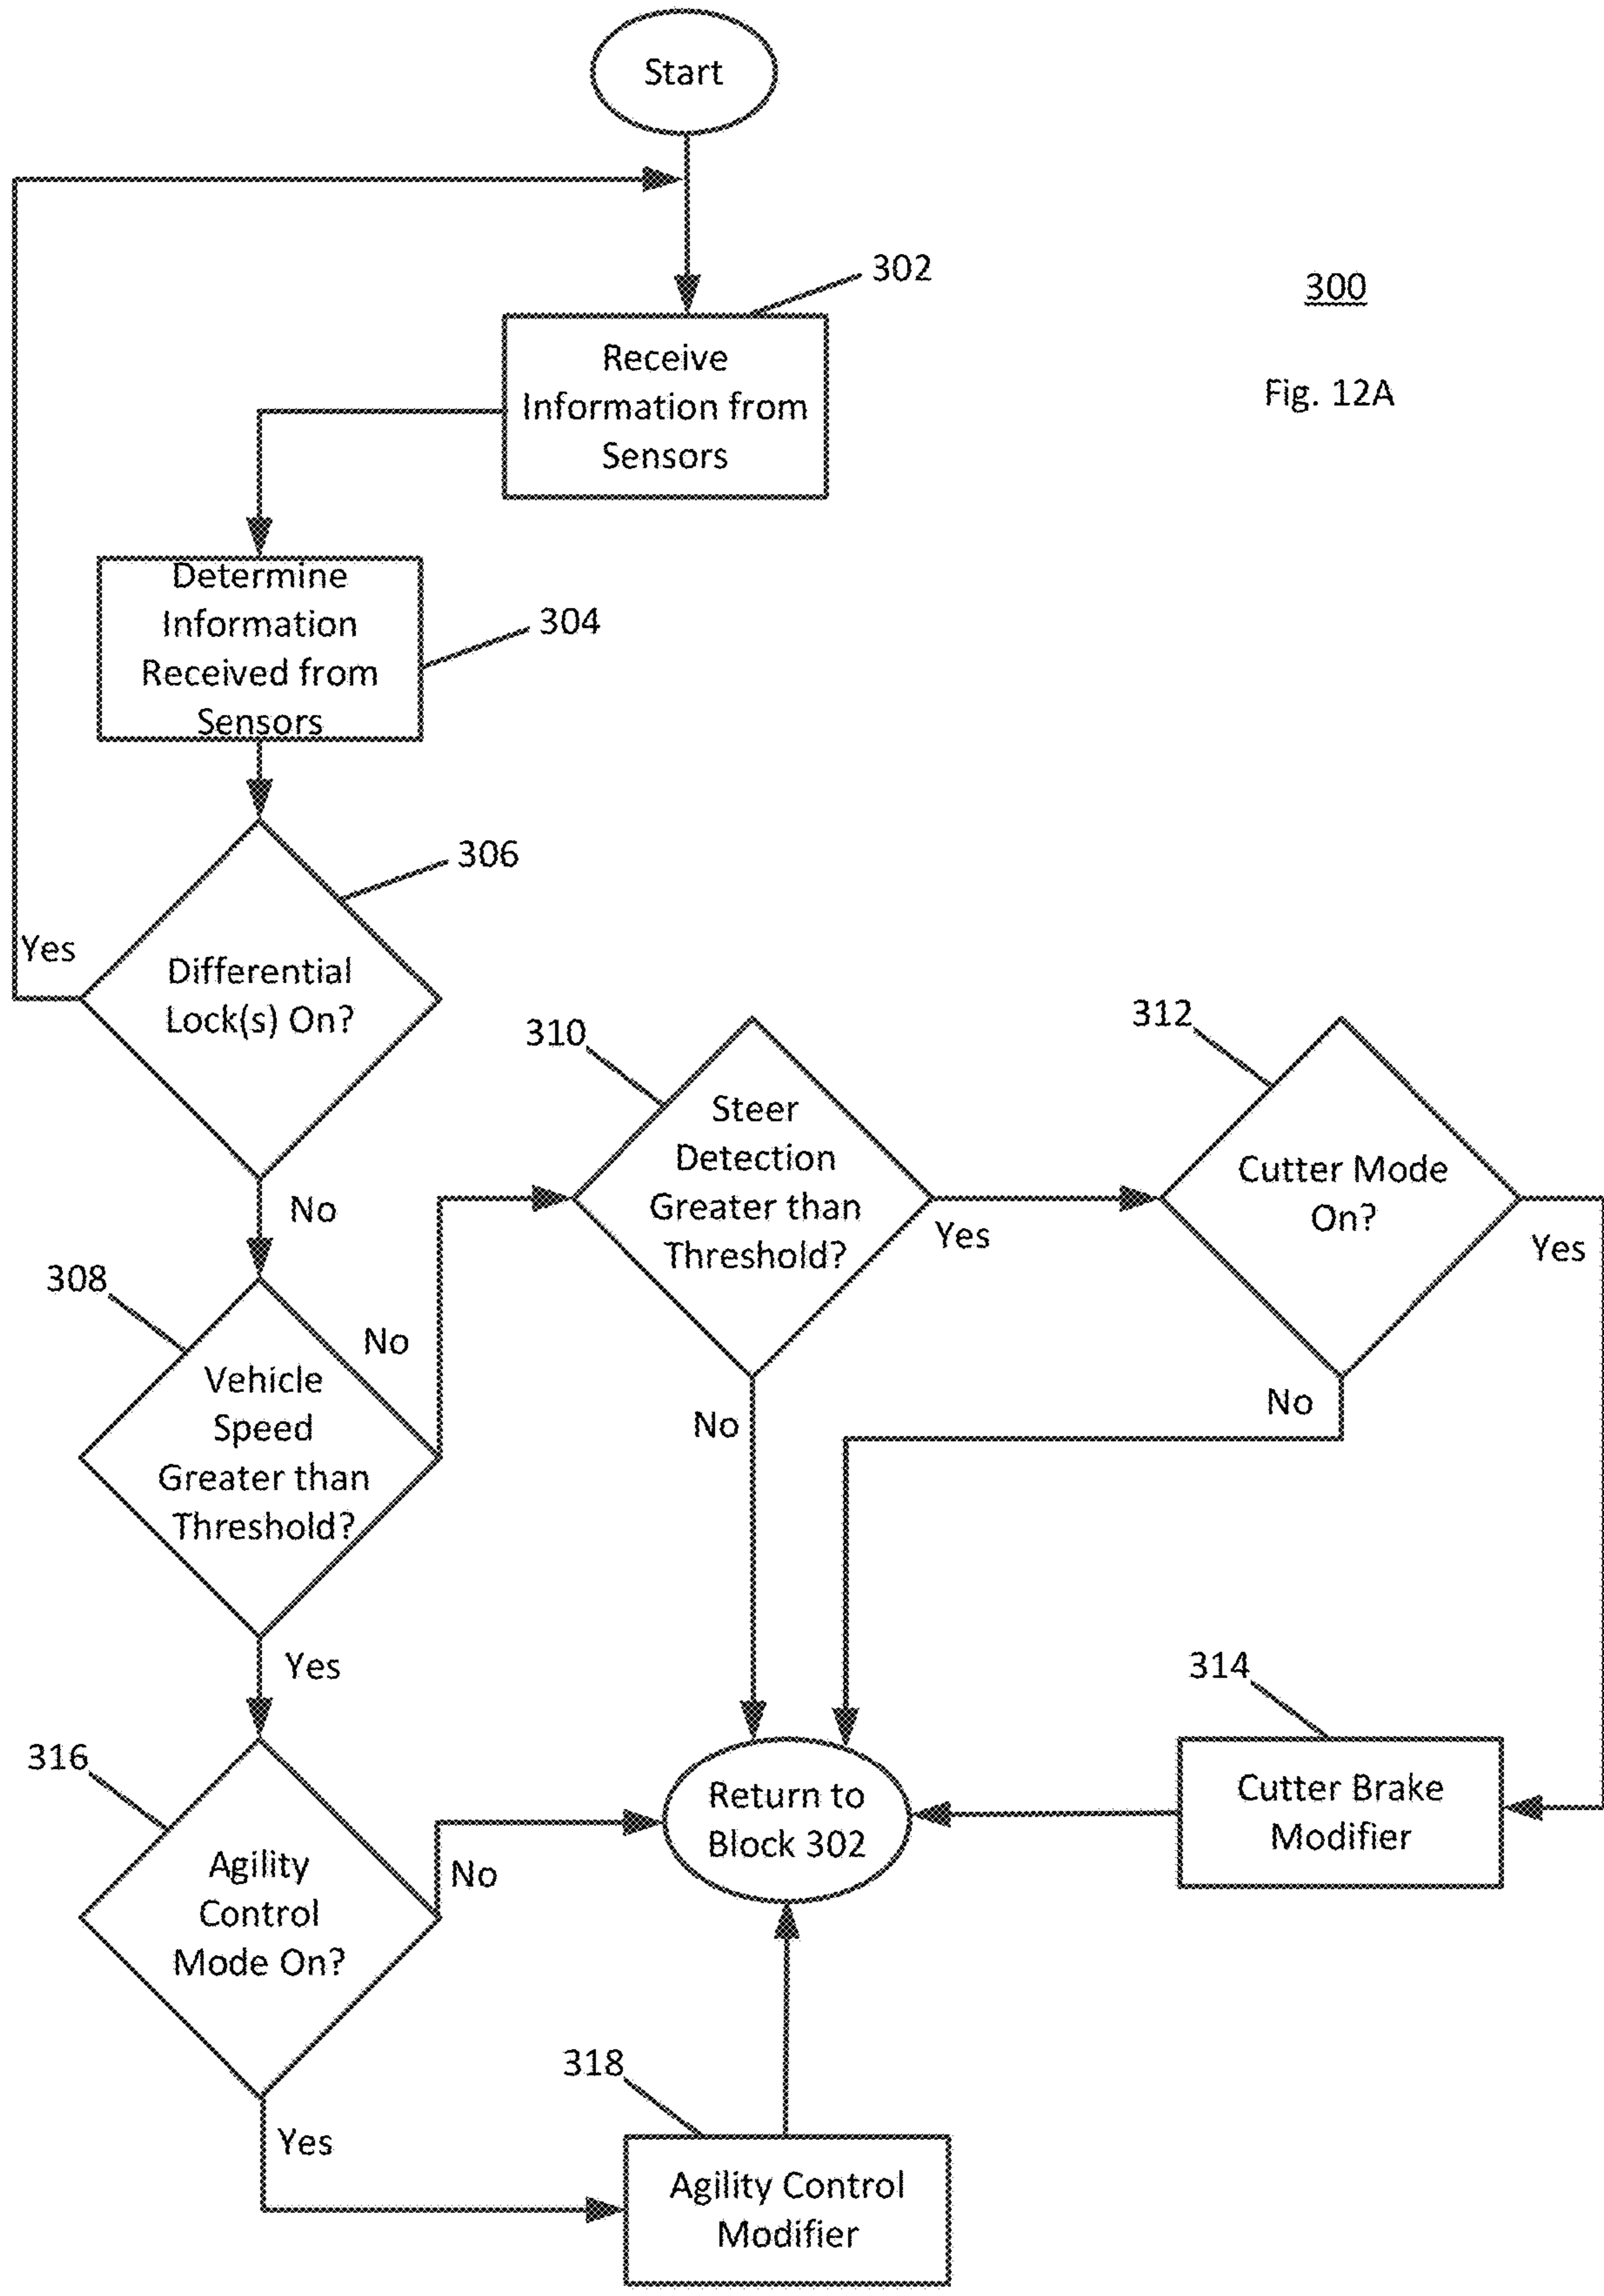 Start
302
300
Receive
Information from
Sensors
Fig. 12A
Determine
Information
Received from
Sensors
304
306
Yes
Differential
Lock(s) On?
No
310
Steer
Detection
Greater than
Threshold?
Yes
No
312
Cutter Mode
On?
Yes
No
308
No
Vehicle
Speed
Greater than
Threshold?
Yes
314
Cutter Brake
Modifier
316
Agility
Control
Mode On?
No
Return to
Block 302
Yes
318
Agility Control
Modifier